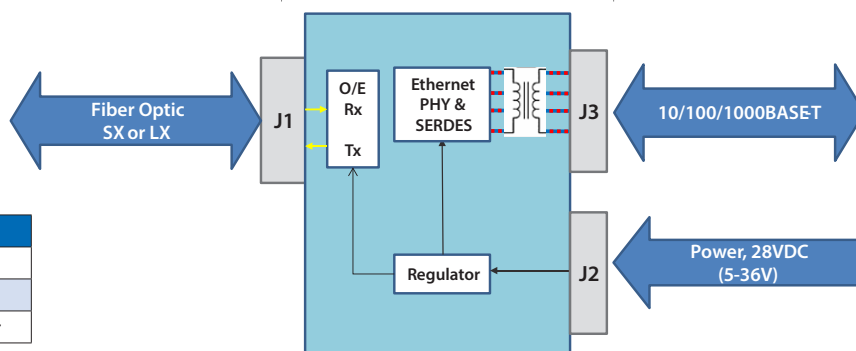 Fiber Optic
SX or LX
J1
O/E
Rx
Tx
Ethernet
PHY &
SERDES
J3
10/100/1000BASE-T
Regulator
J2
Power, 28VDC
(5-36V)